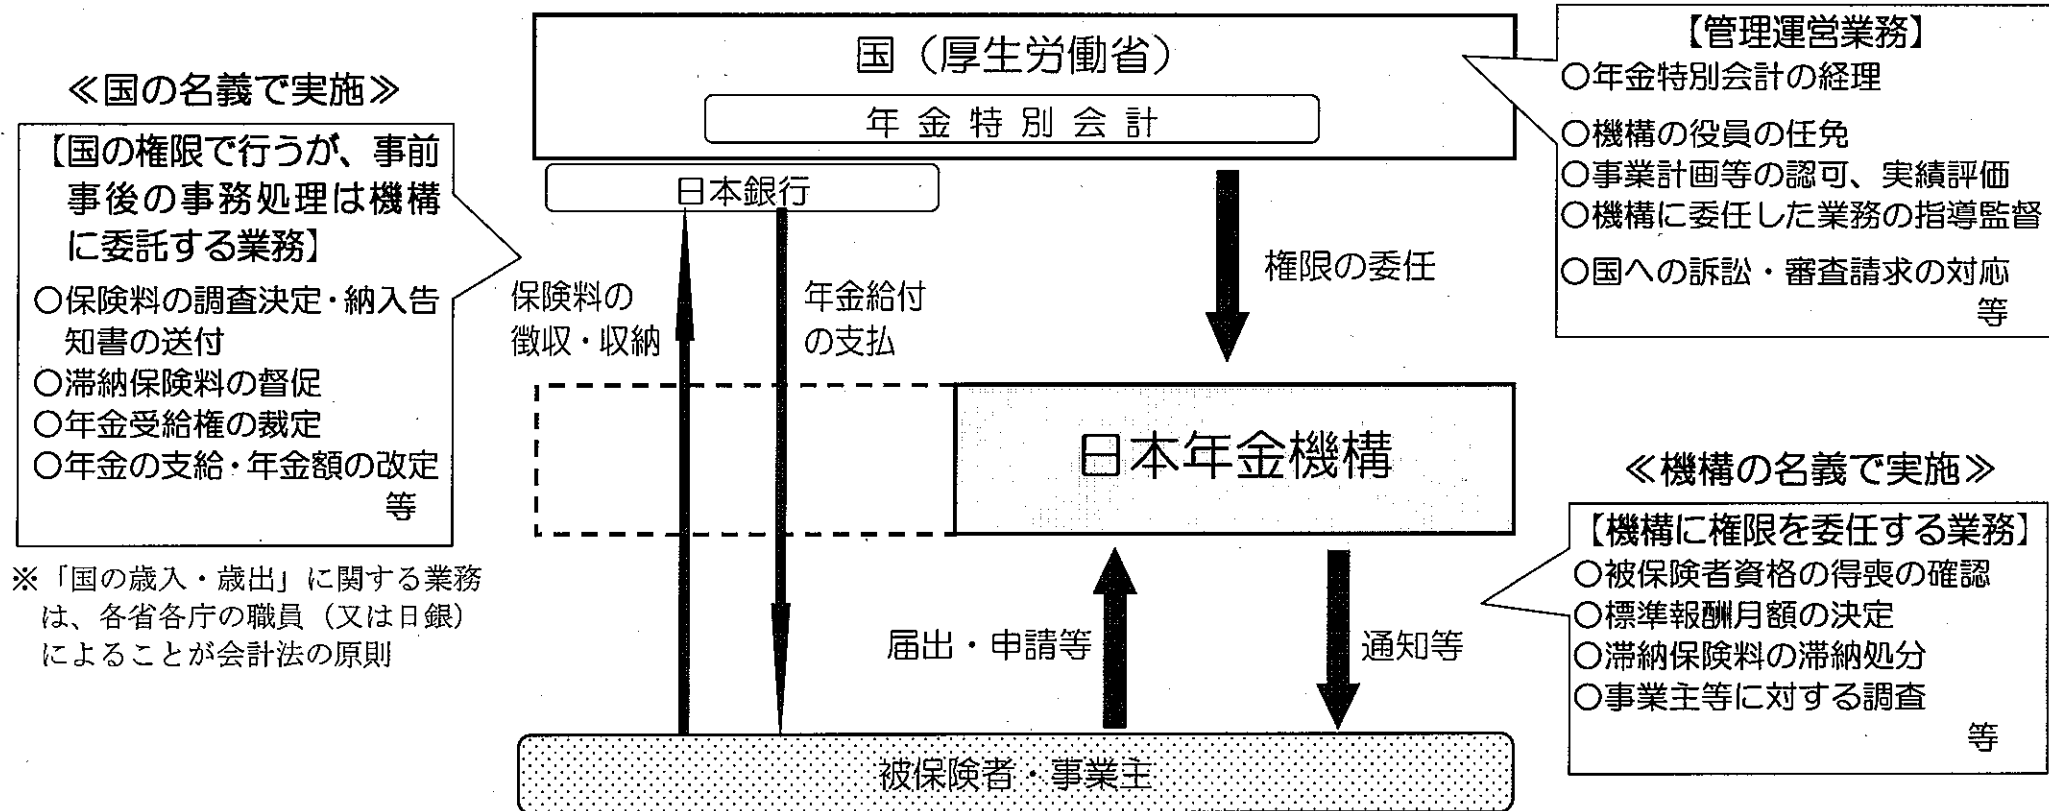 ≪国の名義で実施≫
【国の権限で行うが、事前
事後の事務処理は機構
に委託する業務】
○保険料の調査決定・納入告
知書の送付
○滞納保険料の督促
○年金受給権の裁定
○年金の支給・年金額の改定
等
※「国の歳入・歳出」に関する業務
は、各省各庁の職員（又は日銀）
によることが会計法の原則
国（厚生労働省）
年金特別会計
日本銀行
保険料の
徴収・収納
年金給付
の支払
権限の委任
日本年金機構
届出・申請等
通知等
被保険者・事業主
【管理運営業務】
○年金特別会計の経理
○機構の役員の任免
○事業計画等の認可、実績評価
○機構に委任した業務の指導監督
○国への訴訟・審査請求の対応
等
≪機構の名義で実施≫
【機構に権限を委任する業務】
○被保険者資格の得喪の確認
○標準報酬月額の決定
○滞納保険料の滞納処分
○事業主等に対する調査
等